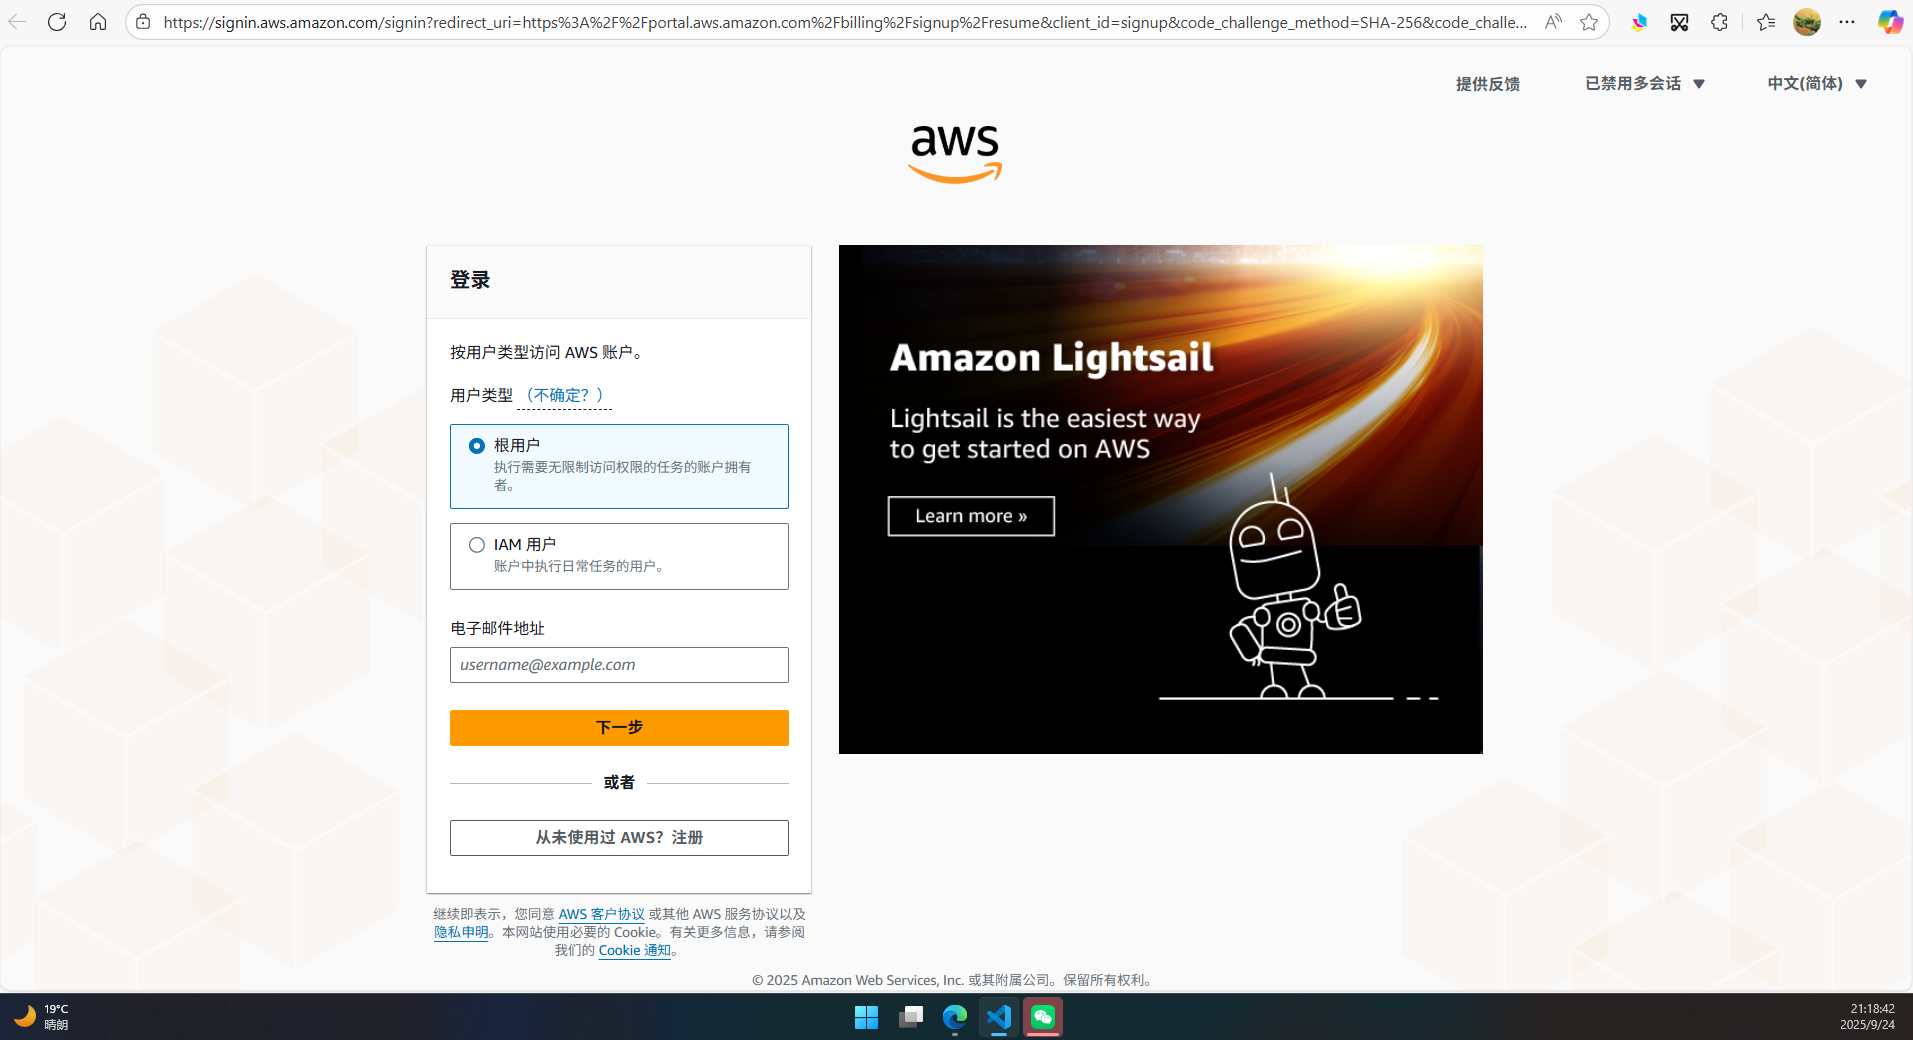 https://signin.aws.amazon.com/signin?redirect_uri=https%3A%2F%2Fportal.aws.amazon.com%2Fbilling%2Fsignup%2Fresume&client_id=signup&code_challenge_method=SHA-256&code_challe...
提供反馈
已禁用多会话
中文(简体)
aws
登录
按用户类型访问 AWS 账户。
用户类型 （不确定？）
根用户
执行需要无限制访问权限的任务的账户拥有
者。
IAM 用户
账户中执行日常任务的用户。
电子邮件地址
username@example.com
下一步
或者
从未使用过 AWS？注册
继续即表示，您同意 AWS 客户协议 或其他 AWS 服务协议以及
隐私申明。本网站使用必要的 Cookie。有关更多信息，请参阅
我们的 Cookie 通知。
Amazon Lightsail
Lightsail is the easiest way
to get started on AWS
Learn more »
© 2025 Amazon Web Services, Inc. 或其附属公司。保留所有权利。
19°C
晴朗
21:18:42
2025/9/24